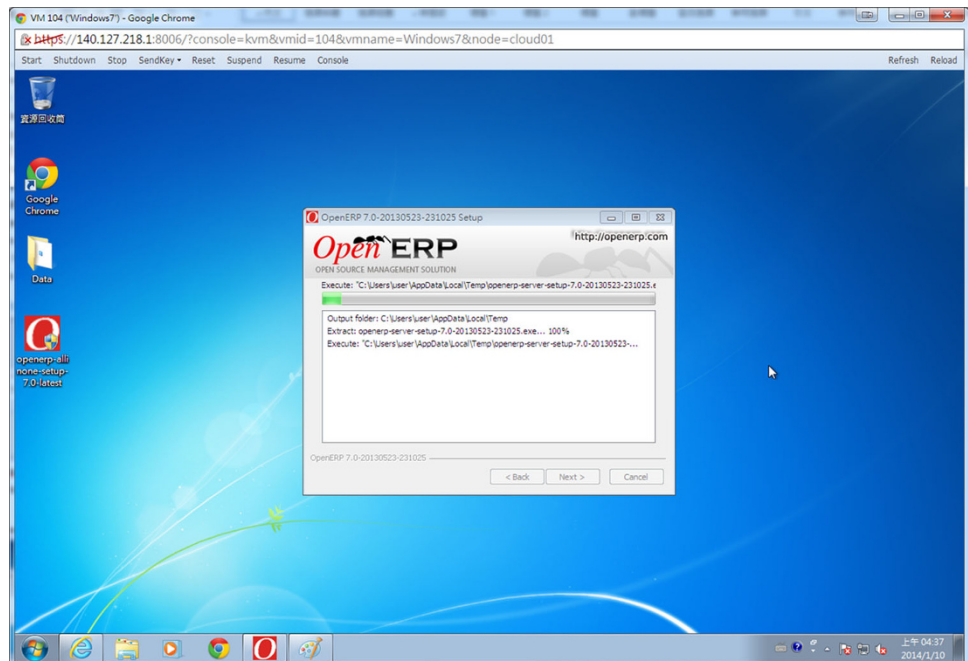 VM 104 ('Windows7') - Google Chrome
https://140.127.218.1:8006/?console=kvm&vmid=104&vmname=Windows7&node=cloud01
Start Shutdown Stop SendKey Reset Suspend Resume Console Refresh Reload
資源回收筒
Google
Chrome
Data
openerp-alli
none-setup-
7.0-latest
OpenERP 7.0-20130523-231025 Setup
Open ERP
OPEN SOURCE MANAGEMENT SOLUTION
http://openerp.com
Execute: "C:\Users\user\AppData\Local\Temp\openerp-server-setup-7.0-20130523-231025.e
Output folder: C:\Users\user\AppData\Local\Temp
Extract: openerp-server-setup-7.0-20130523-231025.exe... 100%
Execute: "C:\Users\user\AppData\Local\Temp\openerp-server-setup-7.0-20130523-...
OpenERP 7.0-20130523-231025
< Back Next > Cancel
上午 04:37
2014/1/10